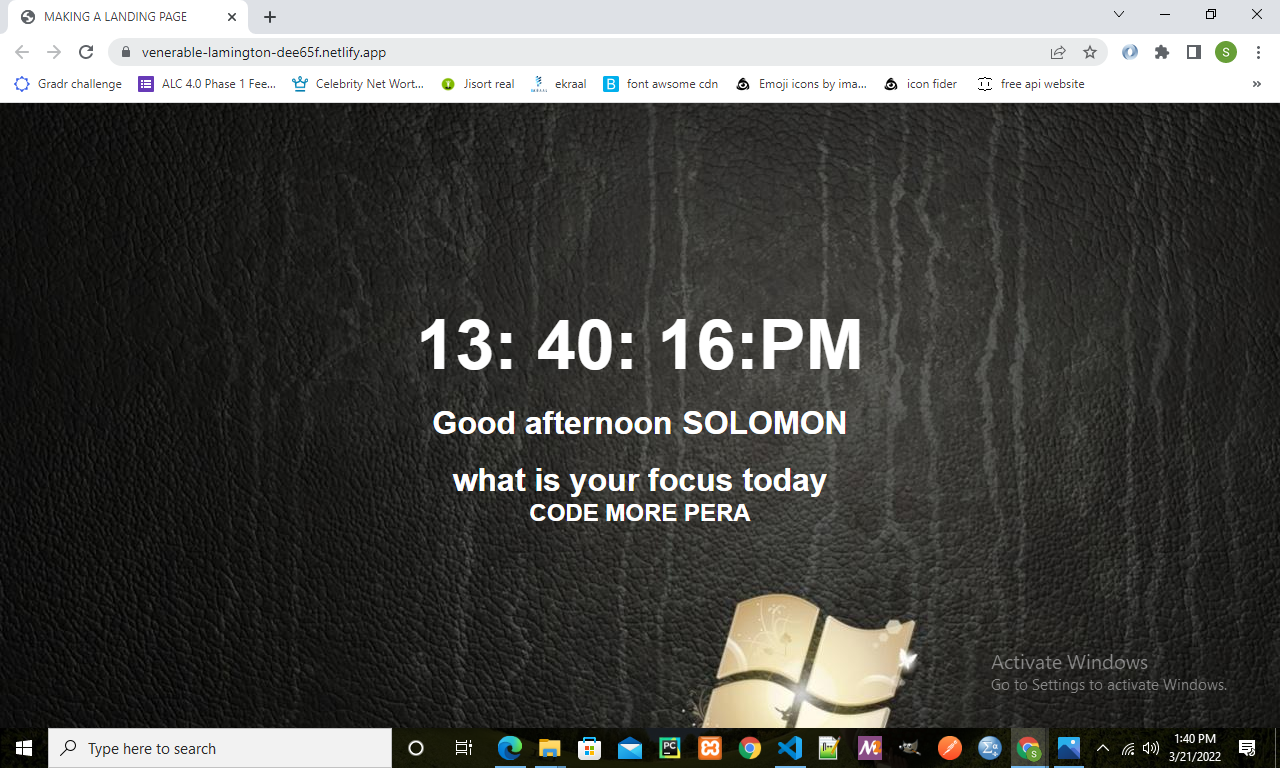 MAKING A LANDING PAGE
venerable-lamington-dee65f.netlify.app
S
Gradr challenge
ALC 4.0 Phase 1 Fee...
Celebrity Net Wort...
Jisort real
ekraal
B
font awsome cdn
Emoji icons by ima...
icon fider
free api website
»
13: 40: 16:PM
Good afternoon SOLOMON
what is your focus today
CODE MORE PERA
Activate Windows
Go to Settings to activate Windows.
Type here to search
PC
S
1:40 PM
3/21/2022